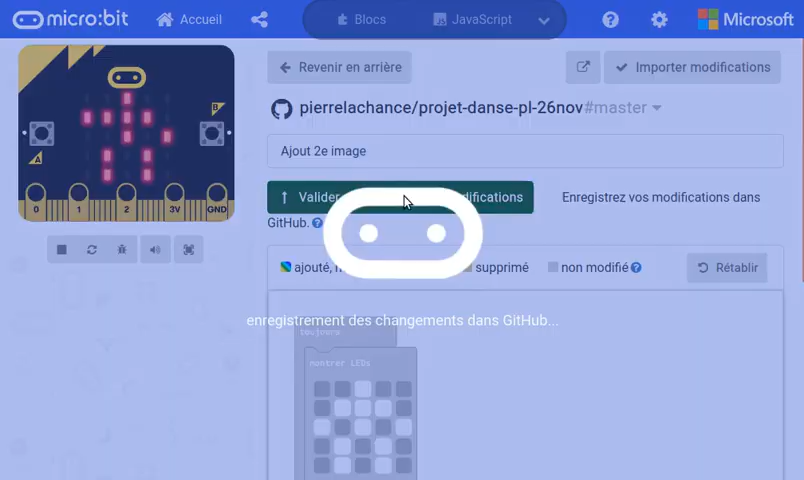 micro:bit
Accueil
Blocs
JavaScript
Microsoft
Revenir en arrière
Importer modifications
pierrelachance/projet-danse-pl-26nov#master
Ajout 2e image
Valider
modifications
Enregistrez vos modifications dans
GitHub.
ajouté,
supprimé
non modifié
Rétablir
enregistrement des changements dans GitHub...
toujours
montrer LEDs
A
B
0 1 2 3V GND